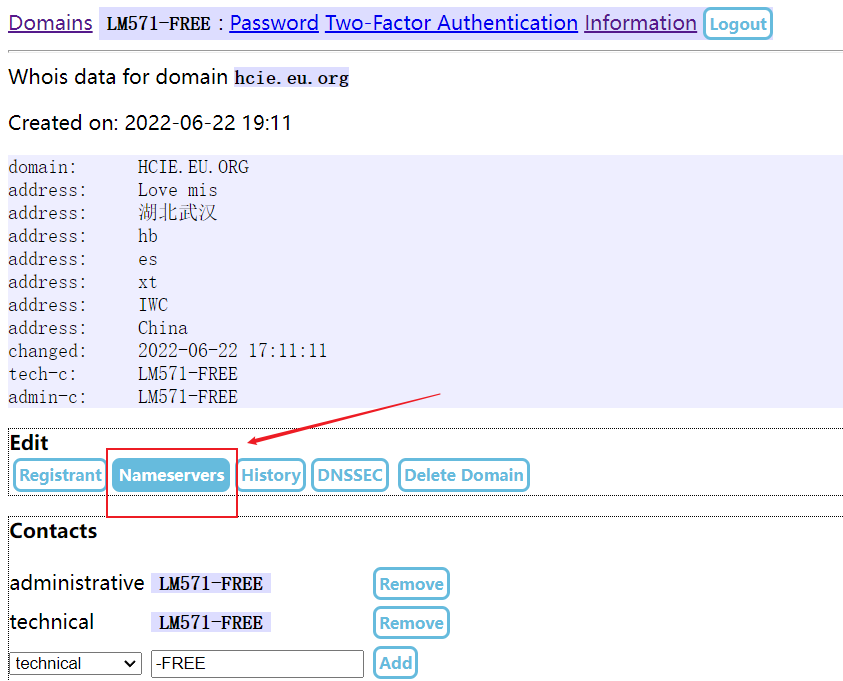 Domains LM571-FREE : Password Two-Factor Authentication Information Logout
Whois data for domain hcie.eu.org
Created on: 2022-06-22 19:11
domain: HCIE.EU.ORG
address: Love mis
address: 湖北武汉
address: hb
address: es
address: xt
address: IWC
address: China
changed: 2022-06-22 17:11:11
tech-c: LM571-FREE
admin-c: LM571-FREE
Edit
Registrant Nameservers History DNSSEC Delete Domain
Contacts
administrative LM571-FREE Remove
technical LM571-FREE Remove
technical -FREE Add